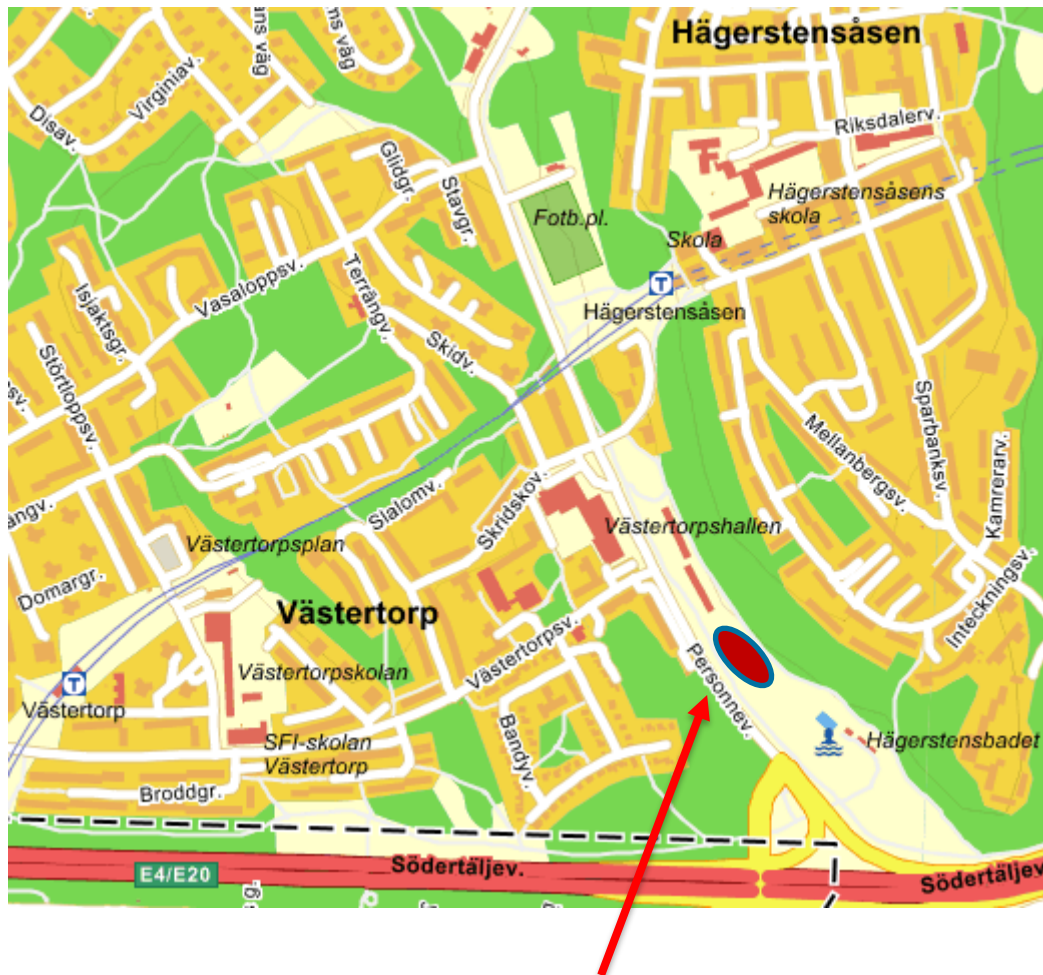 Hägerstensåsen
Virginiav.
Disav.
Riksdalerv.
Glidgr.
Stavgr.
Hägerstensåsens
skola
Fotb.pl.
Skola
T
Hägerstensåsen
Vasaloppsv.
Terrängv.
Isjaktsgr.
Skidv.
Störtloppsv.
Sparbanksv.
Mellanbergsv.
Kamrerarv.
Slalomv.
Skridskov.
Västertorpshallen
Västertorpsplan
Domargr.
Inteckningsv.
Västertorp
Västertorpsv.
Personnev.
Västertorpskolan
T
Västertorp
Bandyv.
Hägerstensbadet
SFI-skolan
Västertorp
Broddgr.
E4/E20
Södertäljev.
Södertäljev